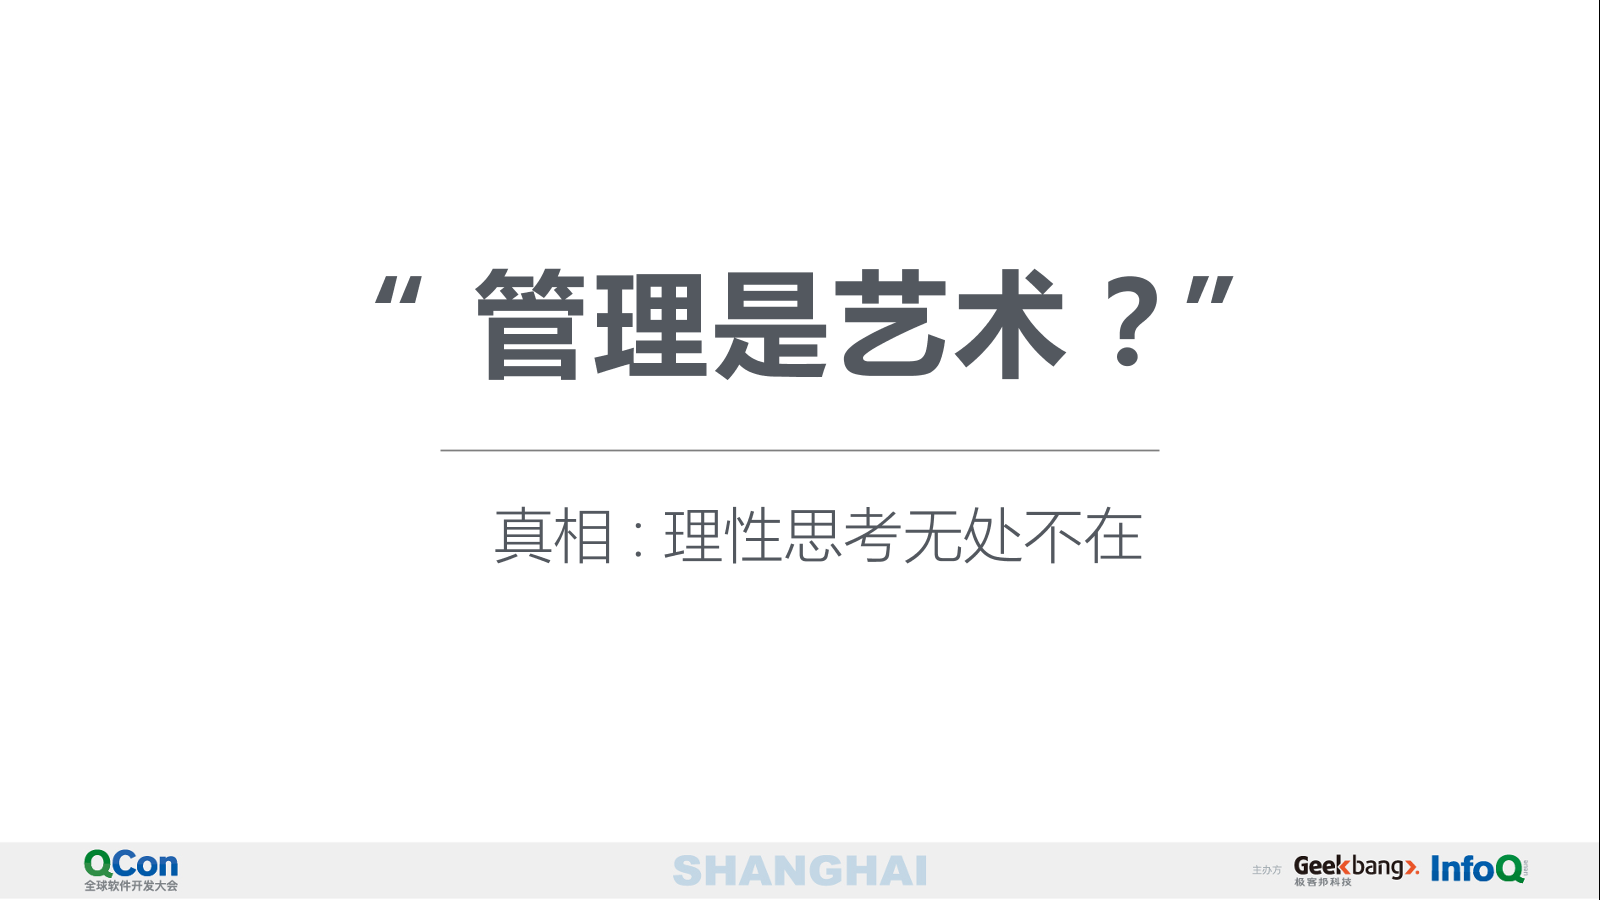 “ 管理是艺术？”
真相：理性思考无处不在
QCon
全球软件开发大会
SHANGHAI
主办方
Geekbang>.
极客邦科技
InfoQ